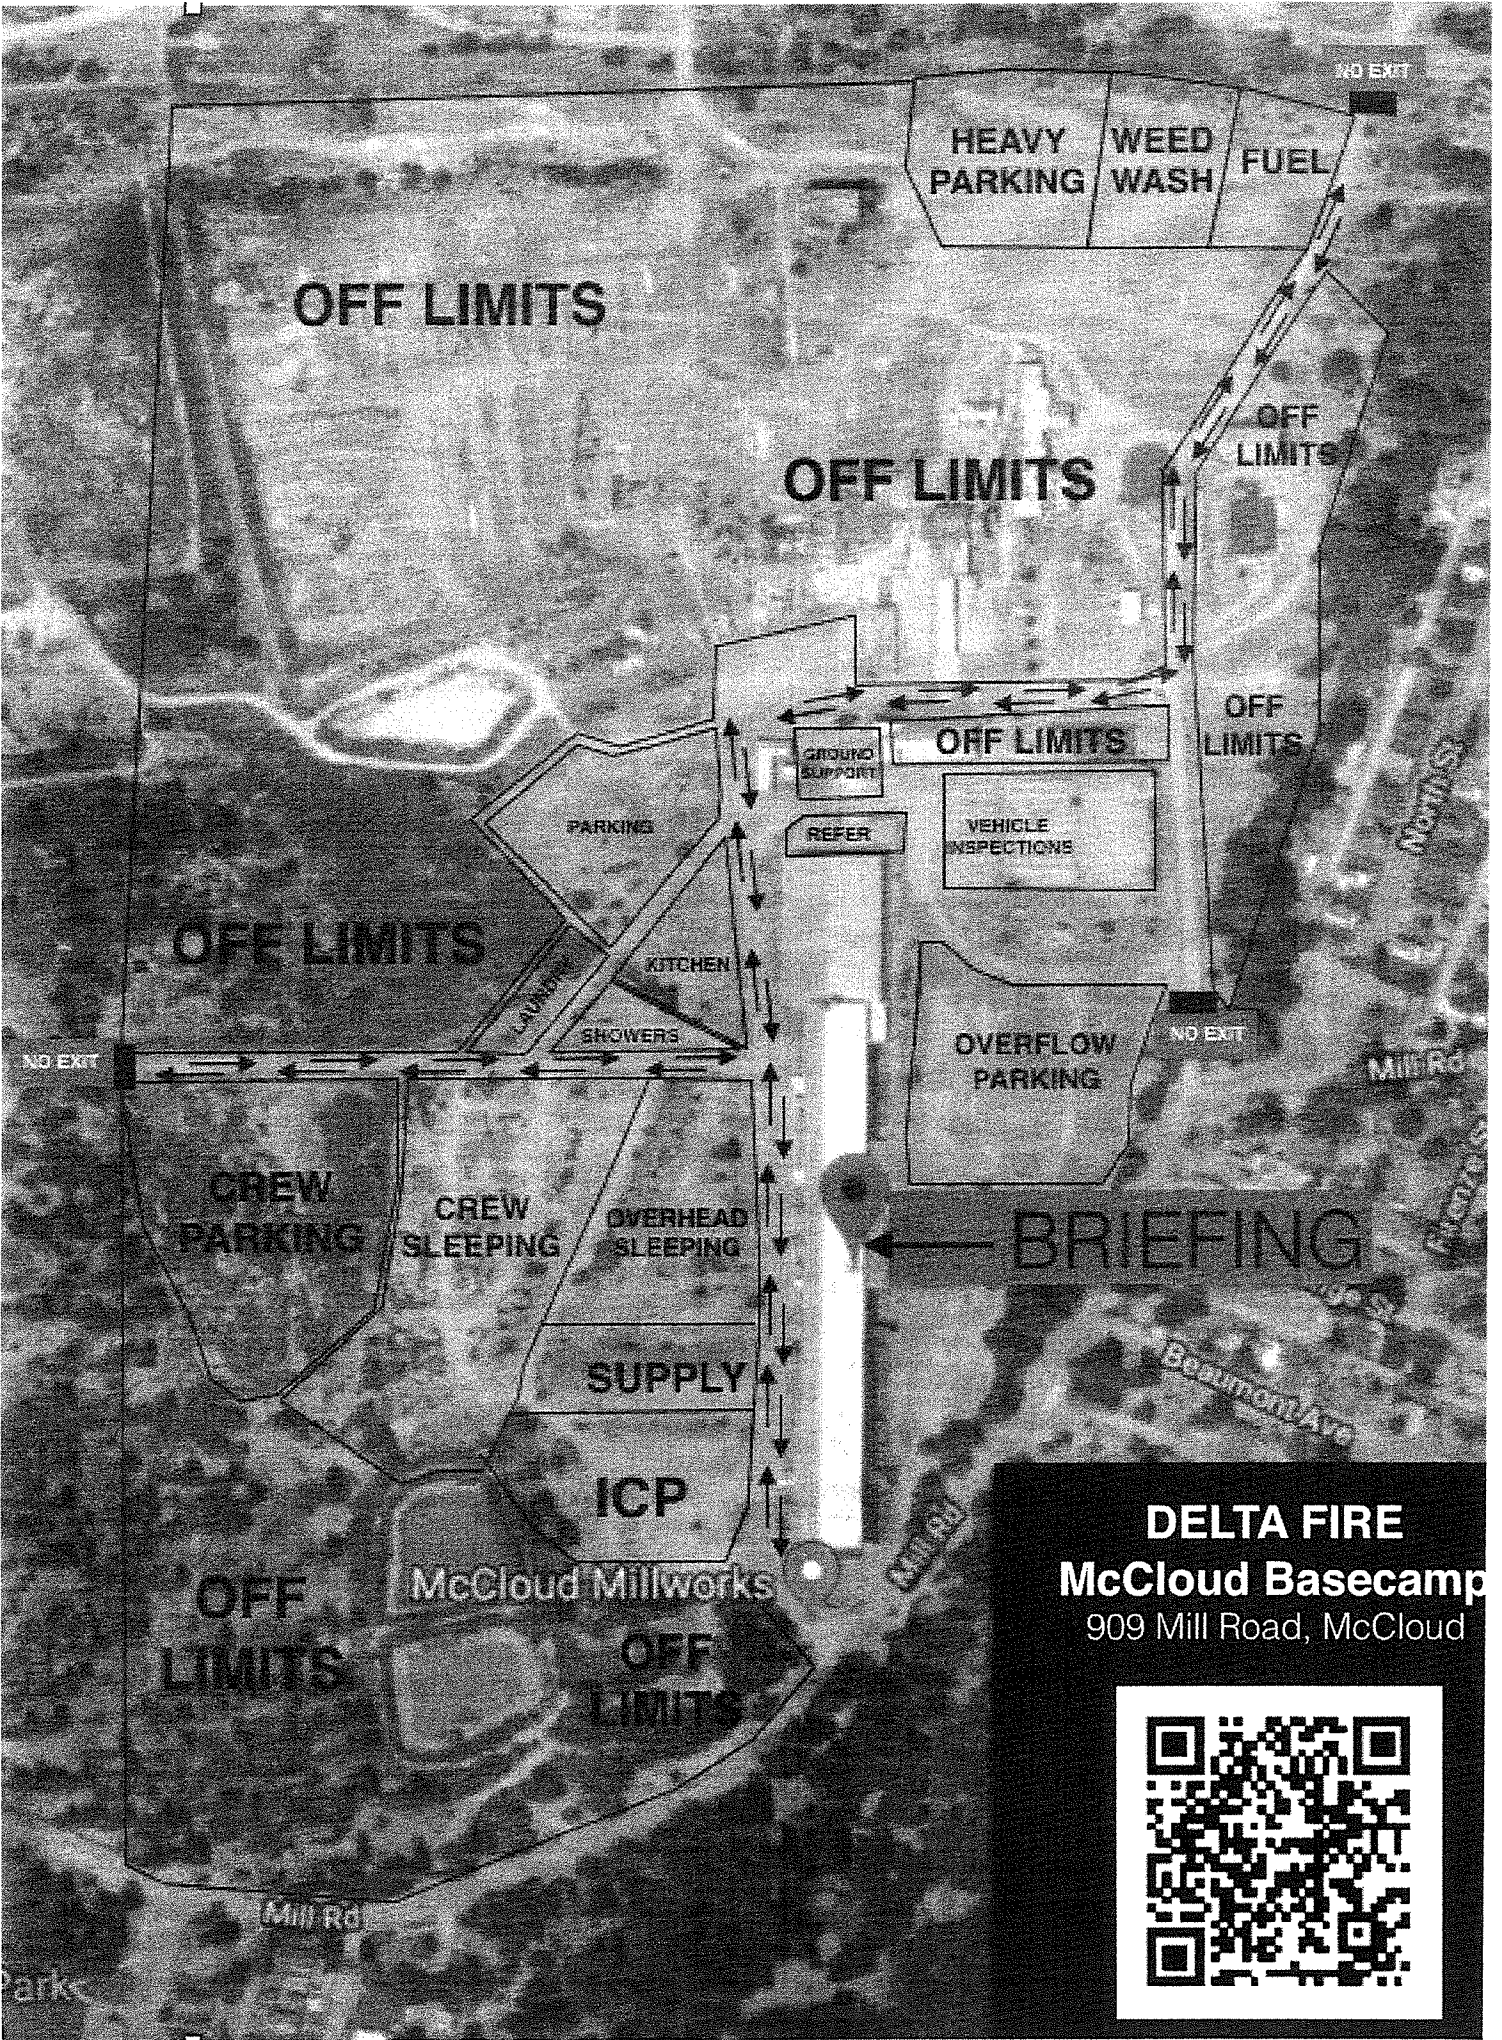 NO EXIT
HEAVY
PARKING
WEED
WASH
FUEL
OFF LIMITS
OFF
LIMITS
OFF LIMITS
OFF
LIMITS
OFF LIMITS
GROUND
SUPPORT
PARKING
REFER
VEHICLE
INSPECTIONS
North St
OFF LIMITS
KITCHEN
LAUNDRY
SHOWERS
NO EXIT
NO EXIT
OVERFLOW
PARKING
Mill Rd
CREW
PARKING
CREW
SLEEPING
OVERHEAD
SLEEPING
BRIEFING
Beaumont Ave
SUPPLY
ICP
Mill Rd
McCloud Millworks
OFF
LIMITS
OFF
LIMITS
Mill Rd
Park
DELTA FIRE
McCloud Basecamp
909 Mill Road, McCloud